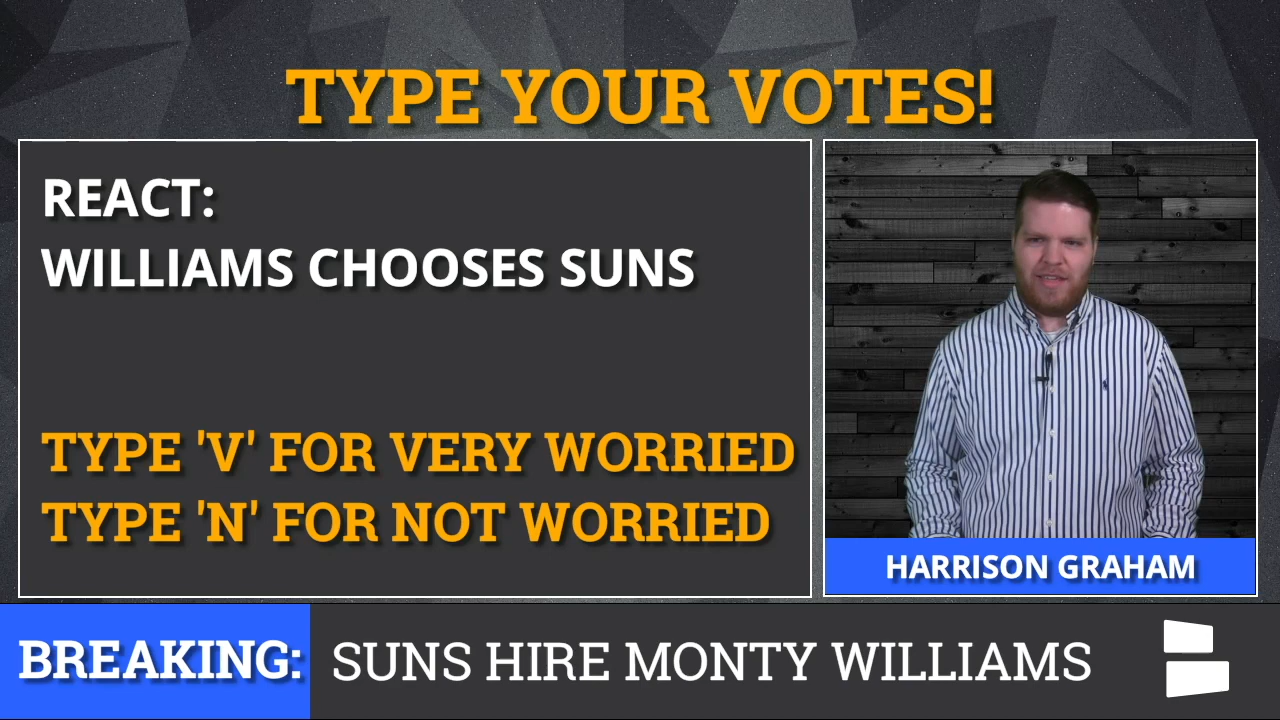 TYPE YOUR VOTES!
REACT:
WILLIAMS CHOOSES SUNS
TYPE 'V' FOR VERY WORRIED
TYPE 'N' FOR NOT WORRIED
HARRISON GRAHAM
BREAKING: SUNS HIRE MONTY WILLIAMS